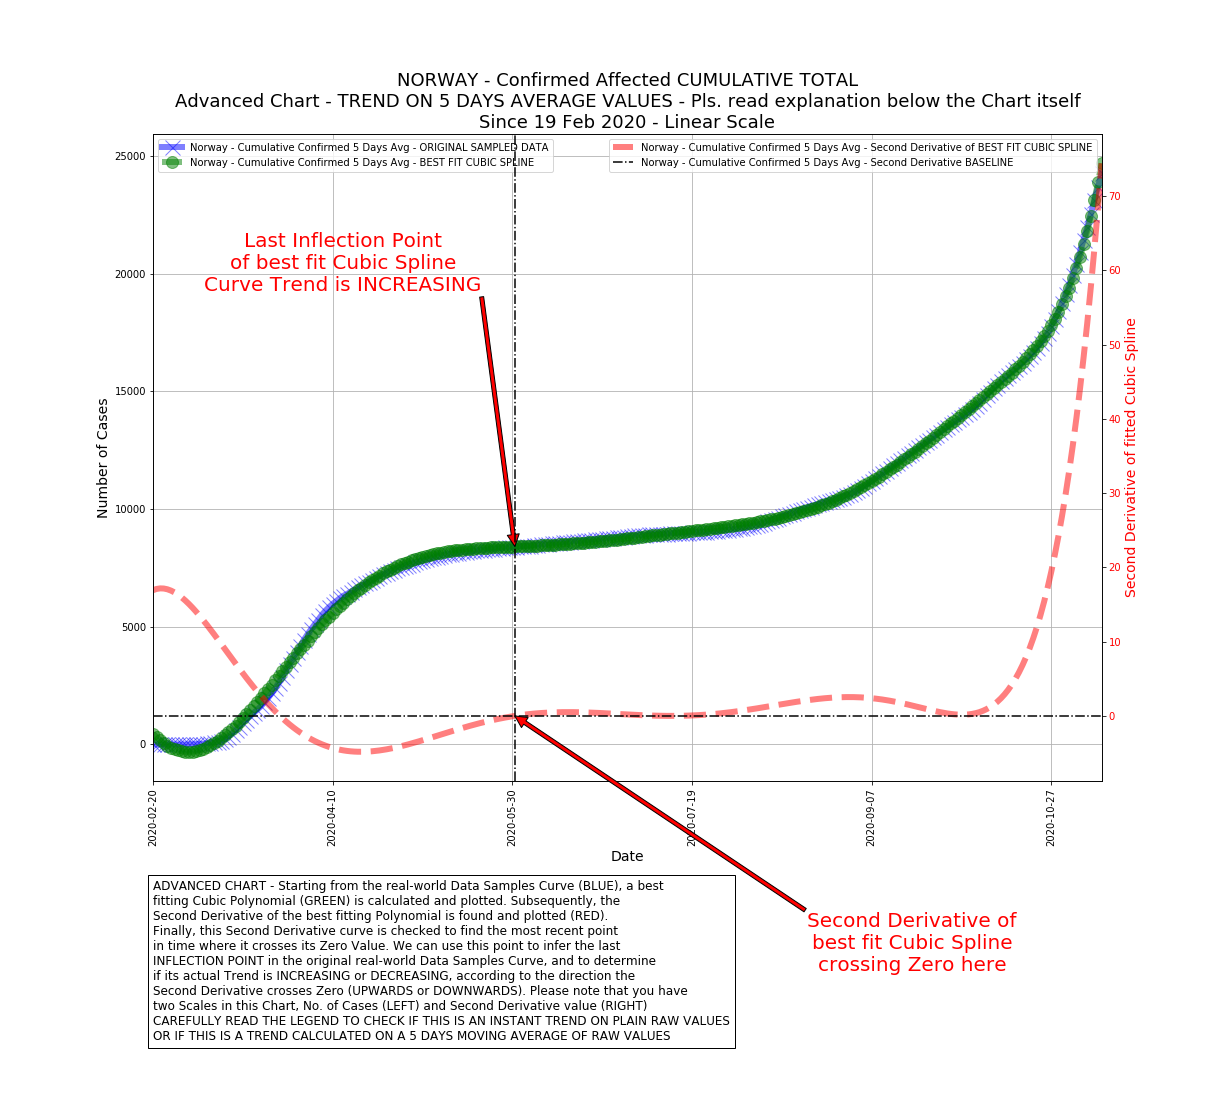 NORWAY - Confirmed Affected CUMULATIVE TOTAL
Advanced Chart - TREND ON 5 DAYS AVERAGE VALUES - Pls. read explanation below the Chart itself
Since 19 Feb 2020 - Linear Scale
Norway - Cumulative Confirmed 5 Days Avg - ORIGINAL SAMPLED DATA
Norway - Cumulative Confirmed 5 Days Avg - BEST FIT CUBIC SPLINE
Norway - Cumulative Confirmed 5 Days Avg - Second Derivative of BEST FIT CUBIC SPLINE
Norway - Cumulative Confirmed 5 Days Avg - Second Derivative BASELINE
Last Inflection Point
of best fit Cubic Spline
Curve Trend is INCREASING
Number of Cases
25000
20000
15000
10000
5000
0
Second Derivative of fitted Cubic Spline
70
60
50
40
30
20
10
0
2020-02-20
2020-04-10
2020-05-30
2020-07-19
2020-09-07
2020-10-27
Date
ADVANCED CHART - Starting from the real-world Data Samples Curve (BLUE), a best
fitting Cubic Polynomial (GREEN) is calculated and plotted. Subsequently, the
Second Derivative of the best fitting Polynomial is found and plotted (RED).
Finally, this Second Derivative curve is checked to find the most recent point
in time where it crosses its Zero Value. We can use this point to infer the last
INFLECTION POINT in the original real-world Data Samples Curve, and to determine
if its actual Trend is INCREASING or DECREASING, according to the direction the
Second Derivative crosses Zero (UPWARDS or DOWNWARDS). Please note that you have
two Scales in this Chart, No. of Cases (LEFT) and Second Derivative value (RIGHT)
CAREFULLY READ THE LEGEND TO CHECK IF THIS IS AN INSTANT TREND ON PLAIN RAW VALUES
OR IF THIS IS A TREND CALCULATED ON A 5 DAYS MOVING AVERAGE OF RAW VALUES
Second Derivative of
best fit Cubic Spline
crossing Zero here